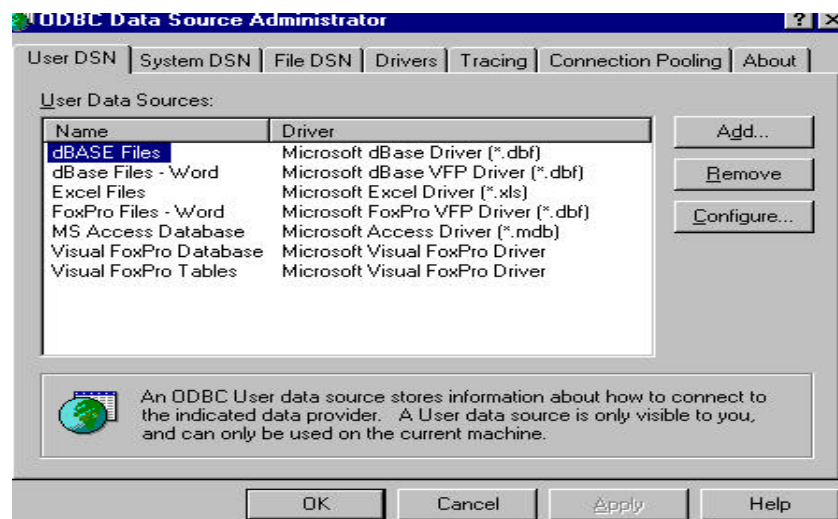 ODBC Data Source Administrator
User DSN System DSN File DSN Drivers Tracing Connection Pooling About
User Data Sources:
Name Driver
dBASE Files Microsoft dBase Driver (*.dbf)
dBase Files - Word Microsoft dBase VFP Driver (*.dbf)
Excel Files Microsoft Excel Driver (*.xls)
FoxPro Files - Word Microsoft FoxPro VFP Driver (*.dbf)
MS Access Database Microsoft Access Driver (*.mdb)
Visual FoxPro Database Microsoft Visual FoxPro Driver
Visual FoxPro Tables Microsoft Visual FoxPro Driver
Add...
Remove
Configure...
An ODBC User data source stores information about how to connect to
the indicated data provider. A User data source is only visible to you,
and can only be used on the current machine.
OK Cancel Apply Help